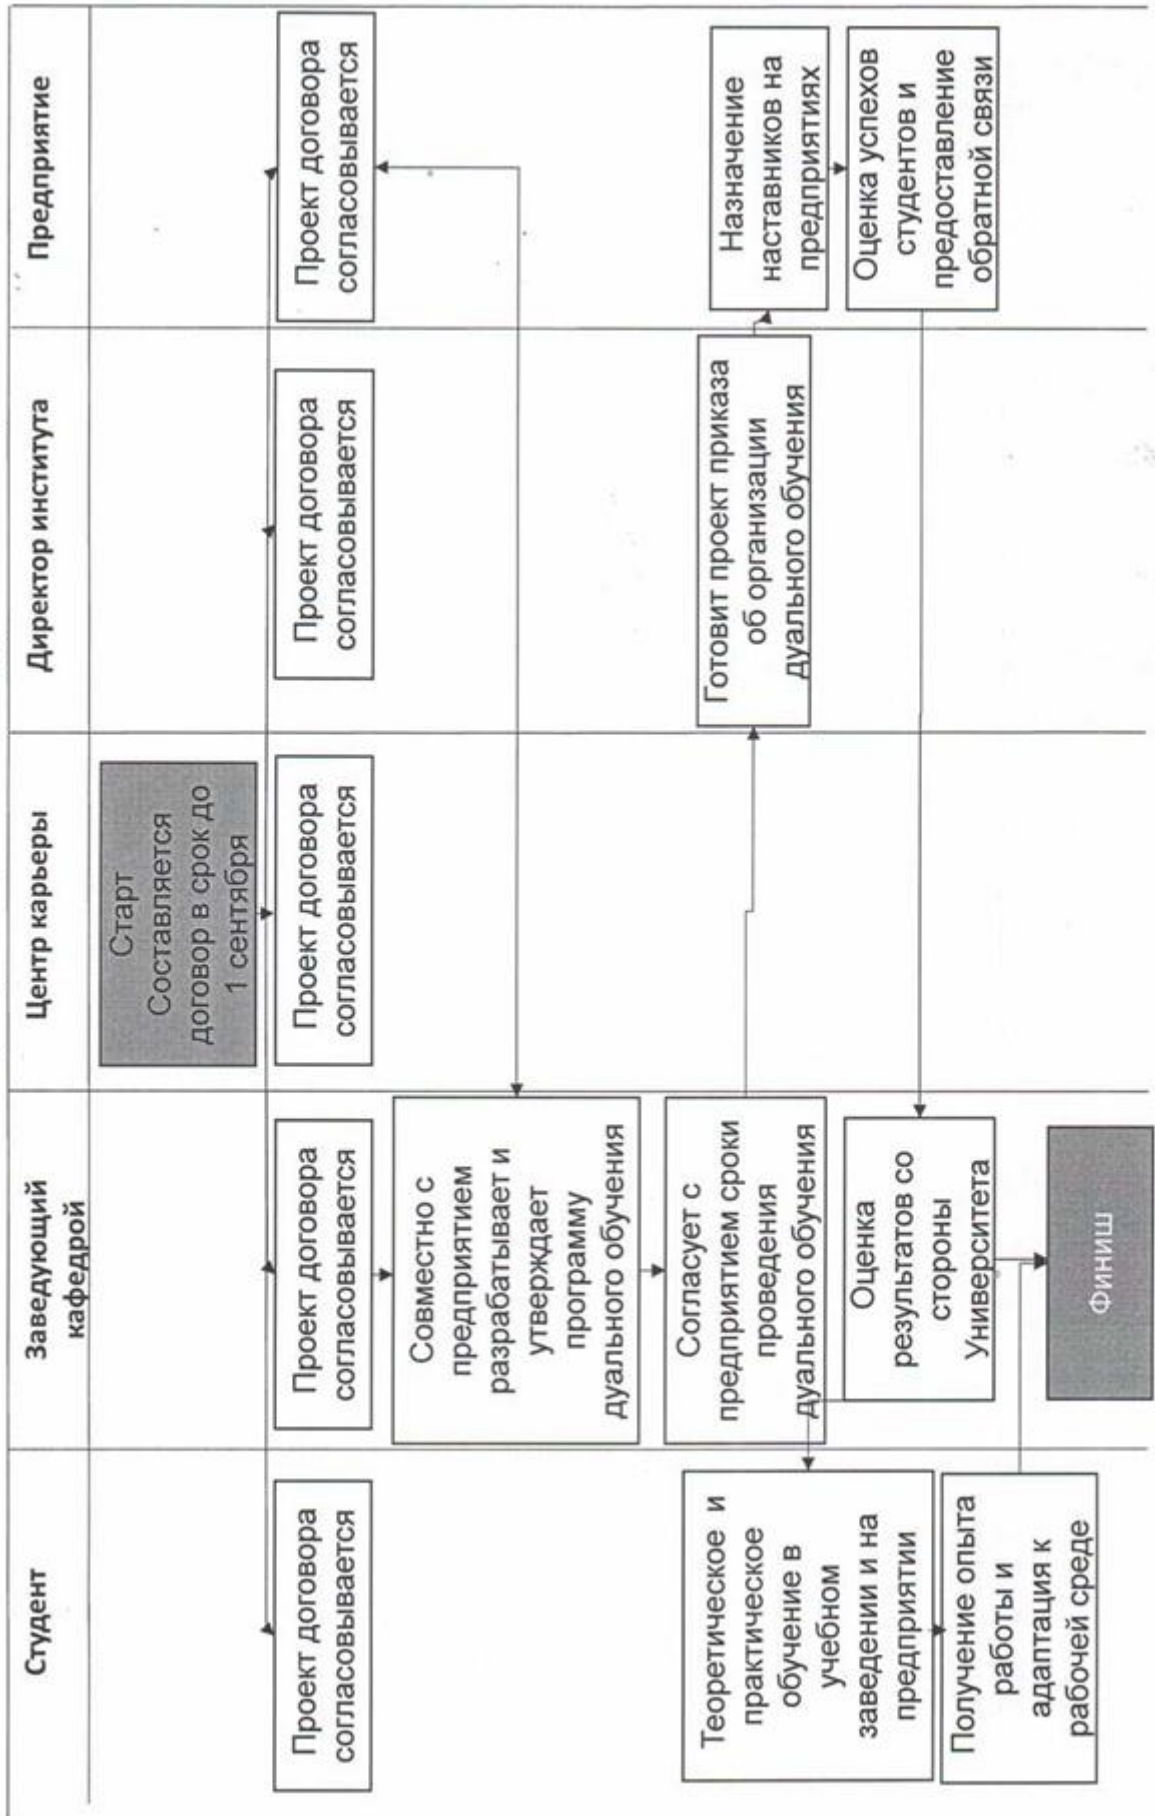 Студент
Заведующий
кафедрой
Центр карьеры
Директор института
Предприятие
Старт
Составляется
договор в срок до
1 сентября
Проект договора
согласовывается
Проект договора
согласовывается
Проект договора
согласовывается
Проект договора
согласовывается
Проект договора
согласовывается
Совместно с
предприятием
разрабатывает и
утверждает
программу
дуального обучения
Согласует с
предприятием сроки
проведения
дуального обучения
Готовит проект приказа
об организации
дуального обучения
Назначение
наставников на
предприятиях
Теоретическое и
практическое
обучение в
учебном
заведении и на
предприятии
Оценка
результатов со
стороны
Университета
Оценка успехов
студентов и
предоставление
обратной связи
Получение опыта
работы и
адаптация к
рабочей среде
Финиш